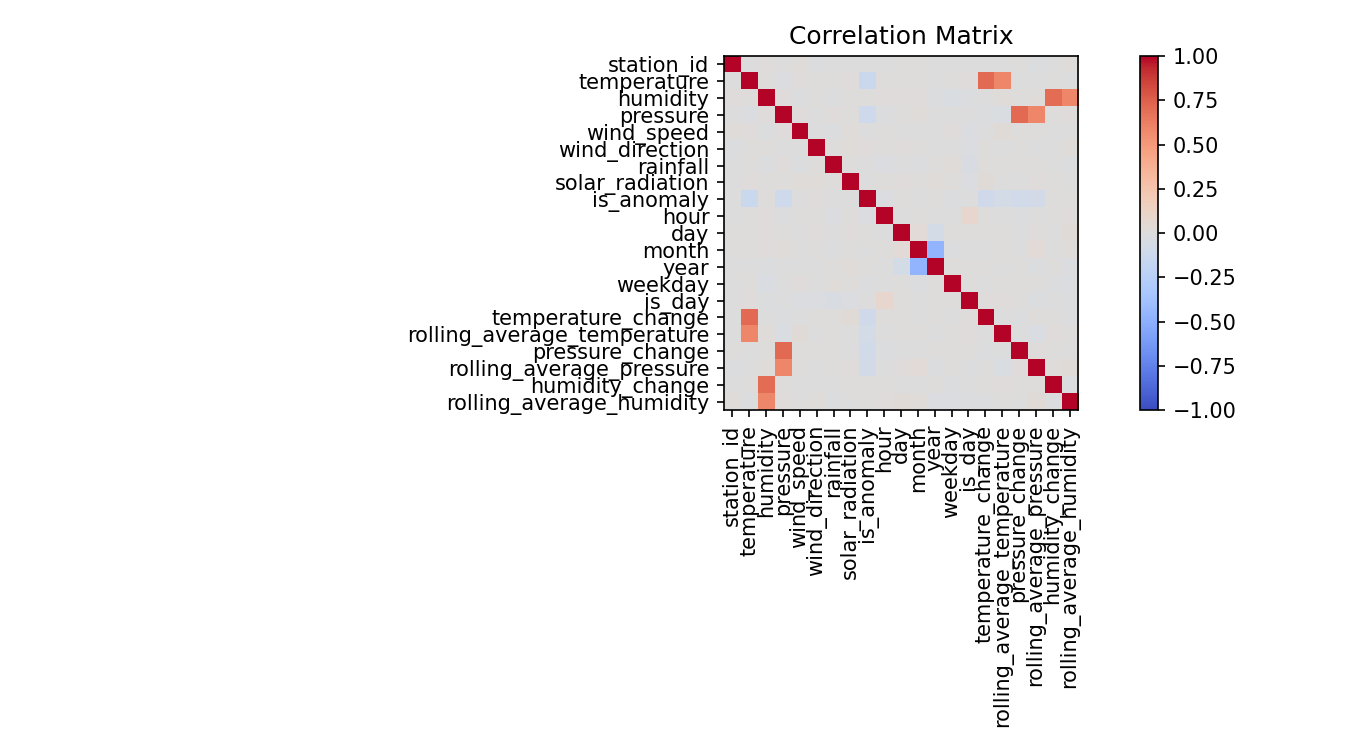 Correlation Matrix
station_id
temperature
humidity
pressure
wind_speed
wind_direction
rainfall
solar_radiation
is_anomaly
hour
day
month
year
weekday
is_day
temperature_change
rolling_average_temperature
pressure_change
rolling_average_pressure
humidity_change
rolling_average_humidity
station_id
temperature
humidity
pressure
wind_speed
wind_direction
rainfall
solar_radiation
is_anomaly
hour
day
month
year
weekday
is_day
temperature_change
rolling_average_temperature
pressure_change
rolling_average_pressure
humidity_change
rolling_average_humidity
1.00
0.75
0.50
0.25
0.00
−0.25
−0.50
−0.75
−1.00